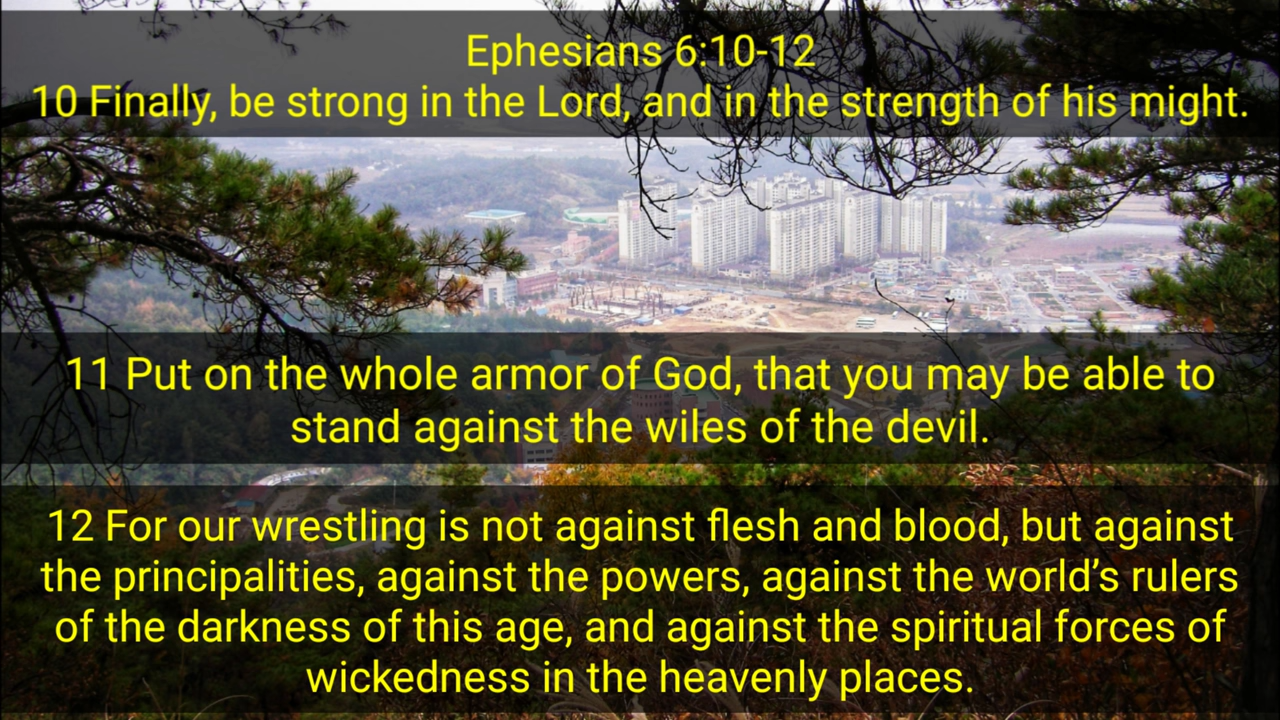 Ephesians 6:10-12
10 Finally, be strong in the Lord, and in the strength of his might.
11 Put on the whole armor of God, that you may be able to
stand against the wiles of the devil.
12 For our wrestling is not against flesh and blood, but against
the principalities, against the powers, against the world’s rulers
of the darkness of this age, and against the spiritual forces of
wickedness in the heavenly places.